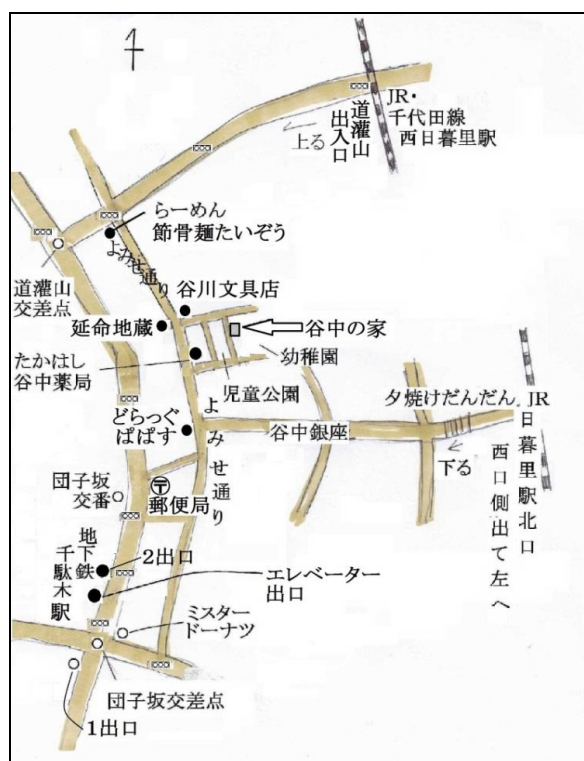 JR・
千代田線
西日暮里駅
道灌山
出入口
上る
らーめん
節骨麺たいぞう
よみせ通り
道灌山
交差点
谷川文具店
延命地蔵
谷中の家
たかはし
谷中薬局
幼稚園
児童公園
夕焼けだんだん
JR
日暮里駅北口
西口側出て左へ
どらっぐ
ぱぱす
よみせ通り
谷中銀座
下る
団子坂
交番
〒
郵便局
地下鉄
千駄木駅
2出口
エレベーター
出口
ミスター
ドーナツ
団子坂交差点
1出口